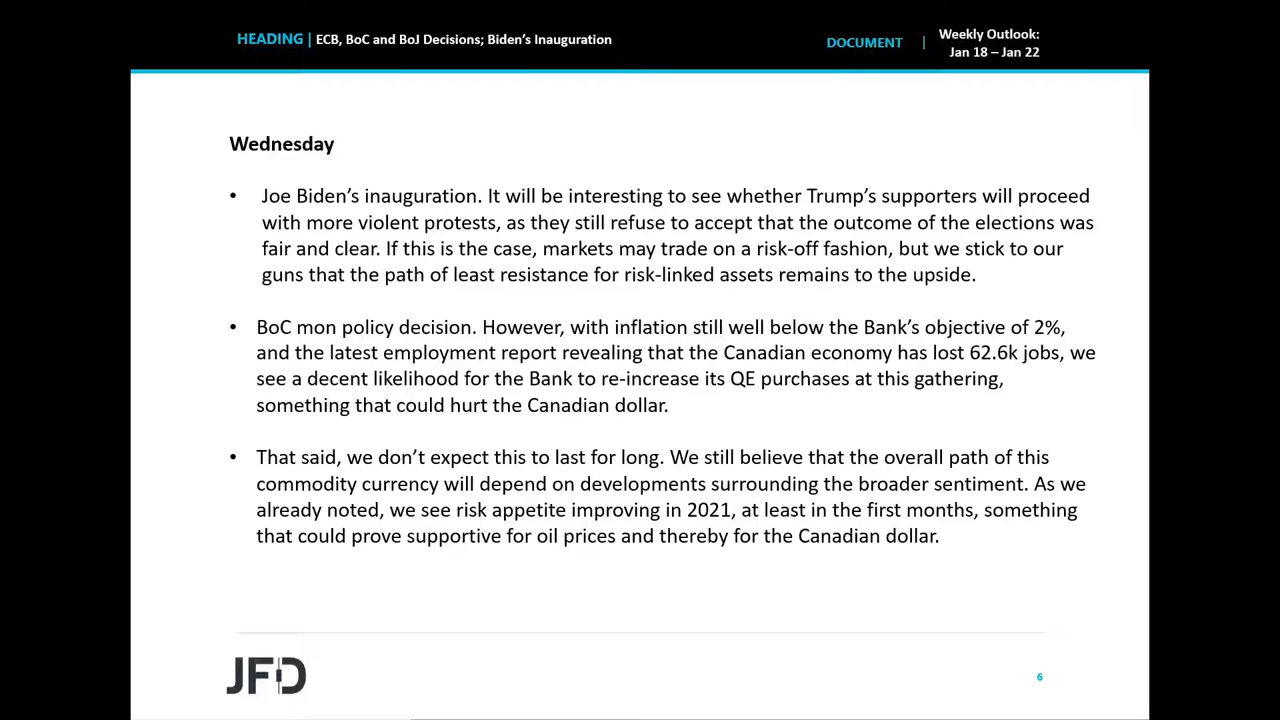 HEADING | ECB, BoC and BoJ Decisions; Biden's Inauguration
DOCUMENT | Weekly Outlook:
Jan 18 – Jan 22
Wednesday
• Joe Biden's inauguration. It will be interesting to see whether Trump's supporters will proceed
with more violent protests, as they still refuse to accept that the outcome of the elections was
fair and clear. If this is the case, markets may trade on a risk-off fashion, but we stick to our
guns that the path of least resistance for risk-linked assets remains to the upside.
• BoC mon policy decision. However, with inflation still well below the Bank's objective of 2%,
and the latest employment report revealing that the Canadian economy has lost 62.6k jobs, we
see a decent likelihood for the Bank to re-increase its QE purchases at this gathering,
something that could hurt the Canadian dollar.
• That said, we don't expect this to last for long. We still believe that the overall path of this
commodity currency will depend on developments surrounding the broader sentiment. As we
already noted, we see risk appetite improving in 2021, at least in the first months, something
that could prove supportive for oil prices and thereby for the Canadian dollar.
JFD
6